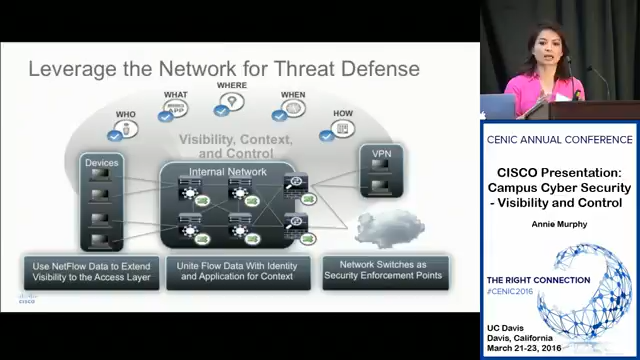 Leverage the Network for Threat Defense
WHERE
WHAT
WHEN
WHO
HOW
APP
Visibility, Context,
and Control
Devices
Internal Network
VPN
Use NetFlow Data to Extend
Visibility to the Access Layer
Unite Flow Data With Identity
and Application for Context
Network Switches as
Security Enforcement Points
CISCO
CENIC ANNUAL CONFERENCE
CISCO Presentation:
Campus Cyber Security
- Visibility and Control
Annie Murphy
THE RIGHT CONNECTION
#CENIC2016
UC Davis
Davis, California
March 21-23, 2016